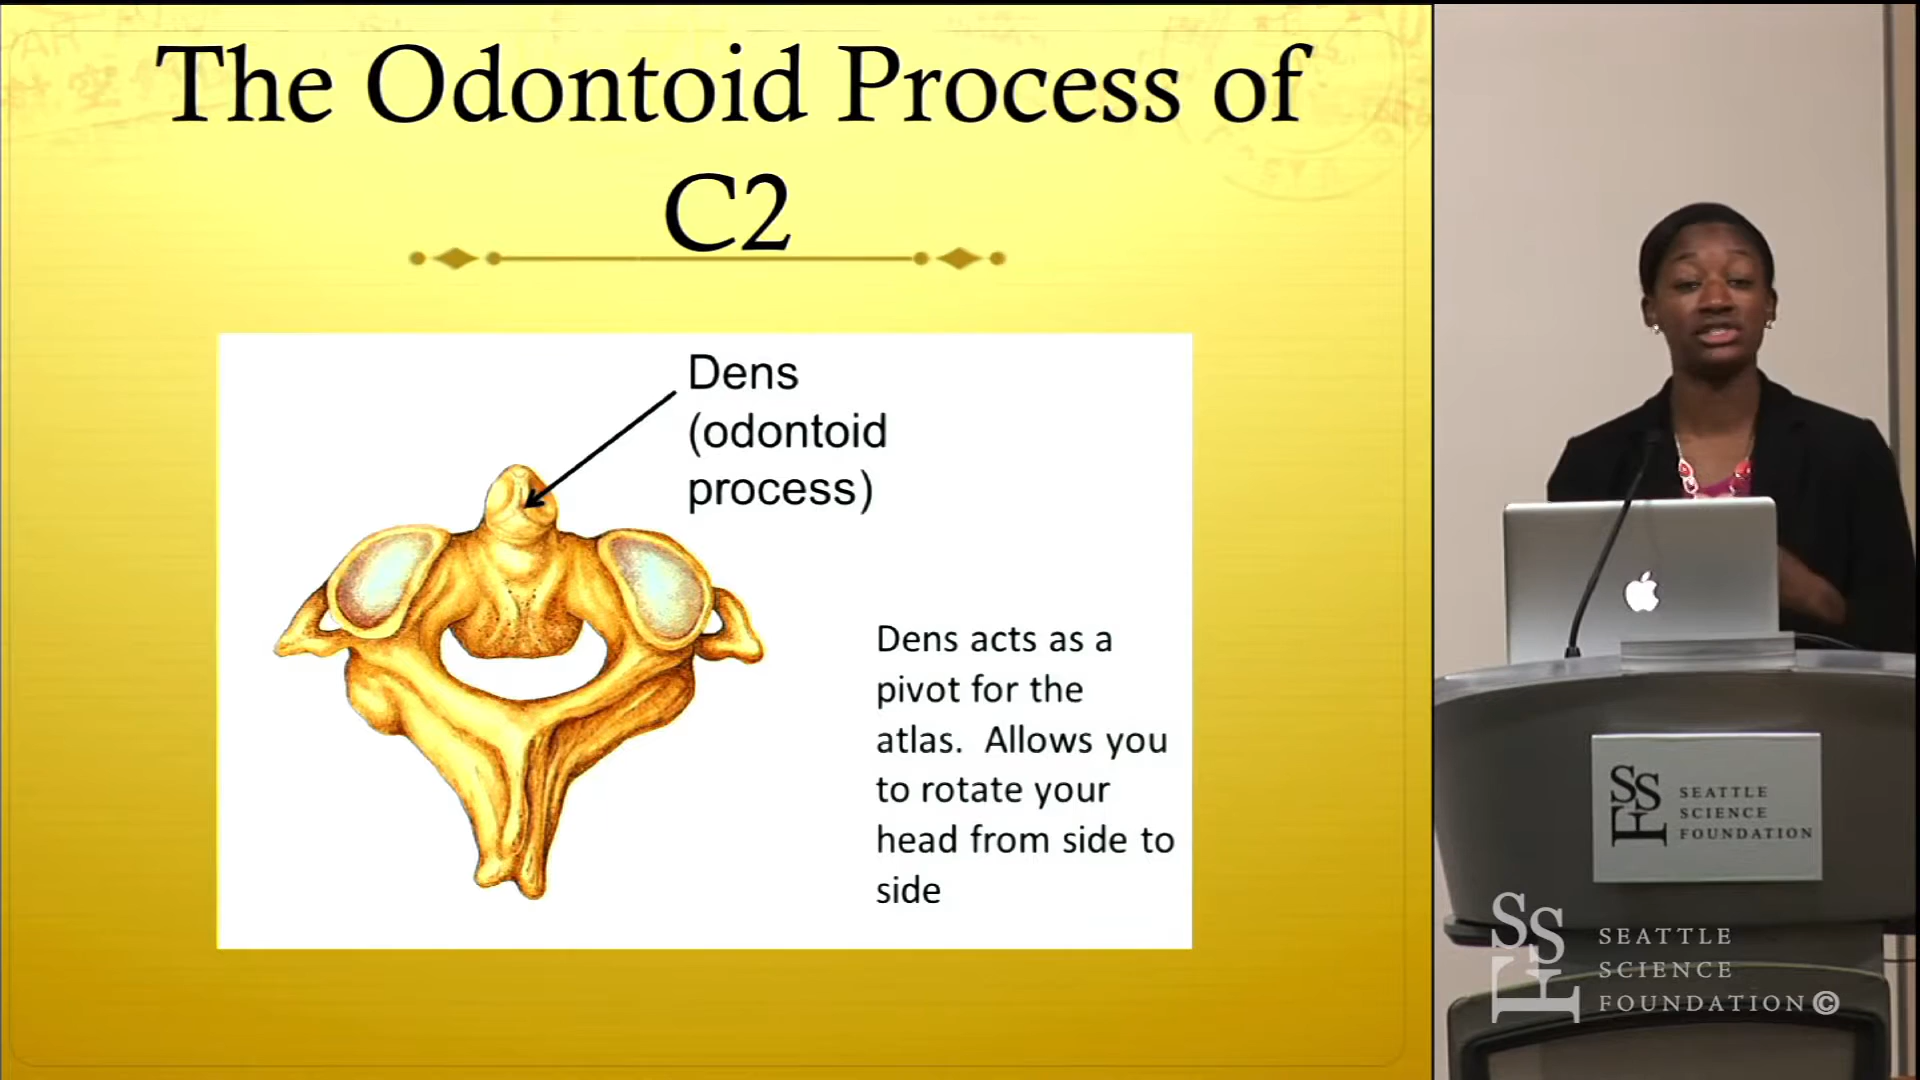 The Odontoid Process of
C2
Dens
(odontoid
process)
Dens acts as a
pivot for the
atlas.  Allows you
to rotate your
head from side to
side
SSF
SEATTLE
SCIENCE
FOUNDATION
SSF
SEATTLE
SCIENCE
FOUNDATION©